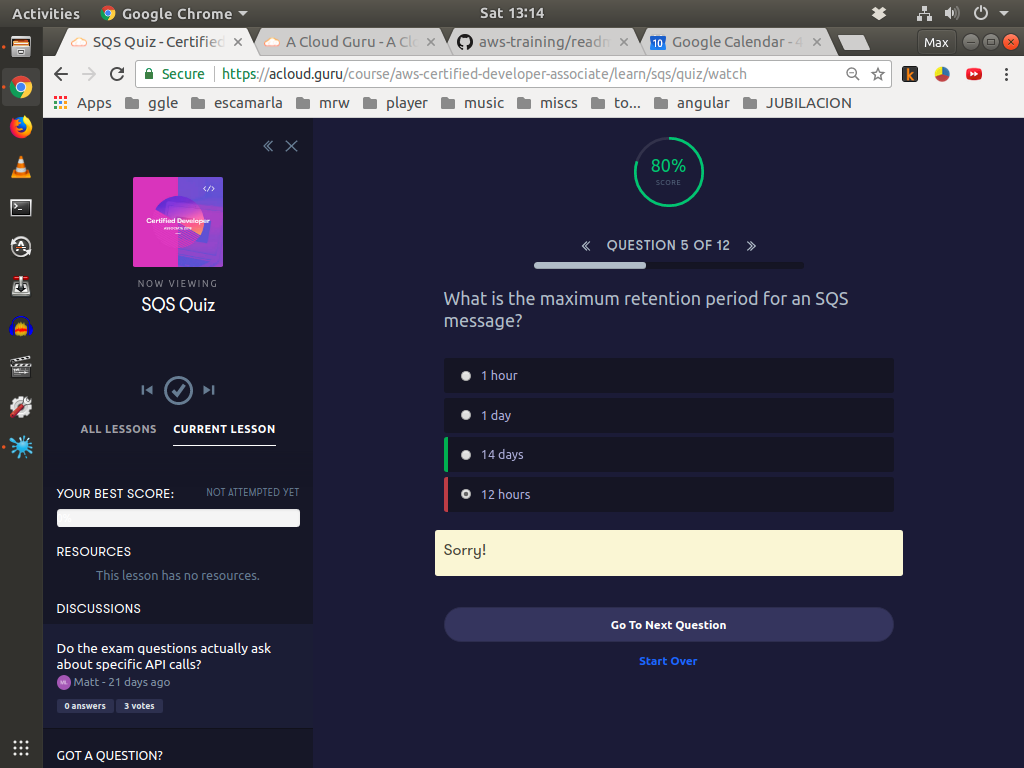 Activities Google Chrome Sat 13:14
SQS Quiz - Certified A Cloud Guru - A Cl aws-training/readm Google Calendar - 4 Max
Secure https://acloud.guru/course/aws-certified-developer-associate/learn/sqs/quiz/watch
Apps ggle escamarla mrw player music miscs to... angular JUBILACION
</>
Certified Developer
NOW VIEWING
SQS Quiz
ALL LESSONS CURRENT LESSON
YOUR BEST SCORE: NOT ATTEMPTED YET
RESOURCES
This lesson has no resources.
DISCUSSIONS
Do the exam questions actually ask
about specific API calls?
Matt - 21 days ago
0 answers 3 votes
GOT A QUESTION?
80%
SCORE
« QUESTION 5 OF 12 »
What is the maximum retention period for an SQS
message?
1 hour
1 day
14 days
12 hours
Sorry!
Go To Next Question
Start Over